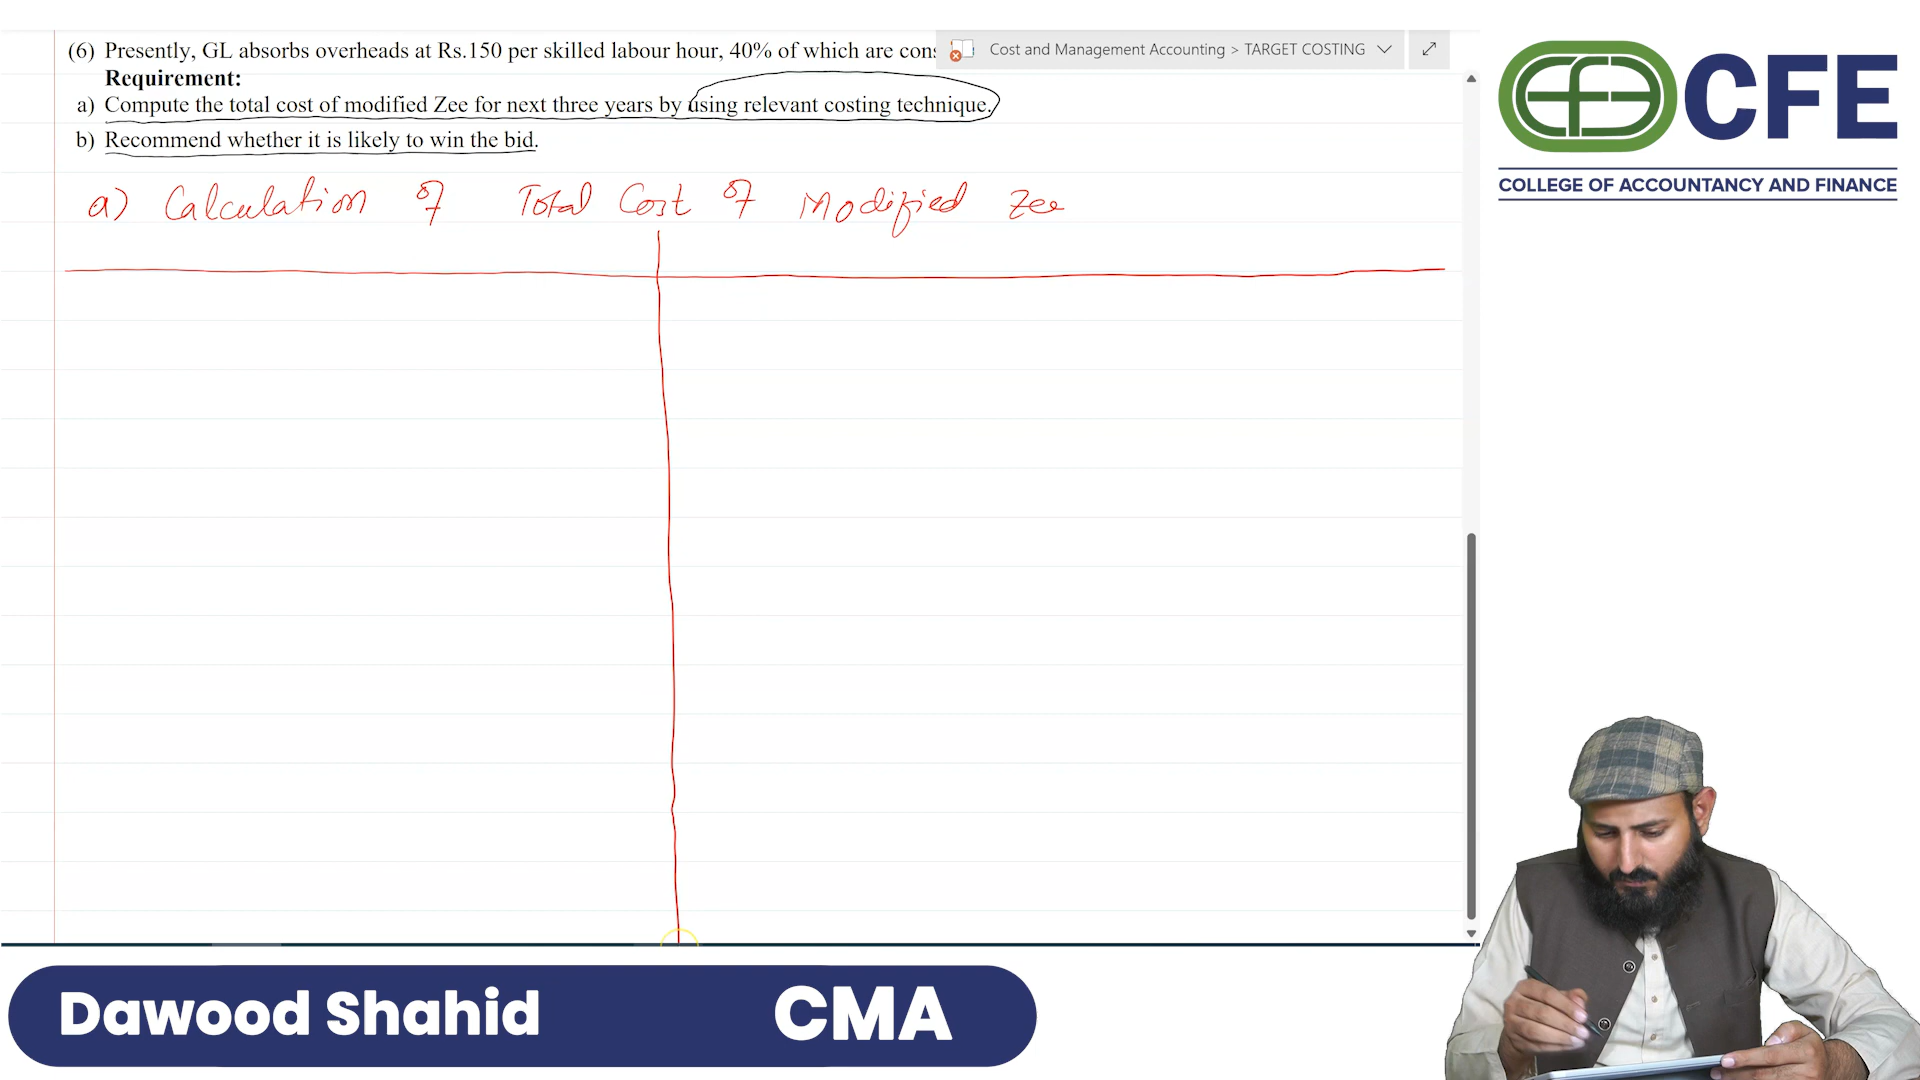 (6) Presently, GL absorbs overheads at Rs.150 per skilled labour hour, 40% of which are cons
Cost and Management Accounting > TARGET COSTING
Requirement:
a) Compute the total cost of modified Zee for next three years by using relevant costing technique.
b) Recommend whether it is likely to win the bid.
a) Calculation of Total Cost of Modified Zee
CFE
COLLEGE OF ACCOUNTANCY AND FINANCE
Dawood Shahid CMA